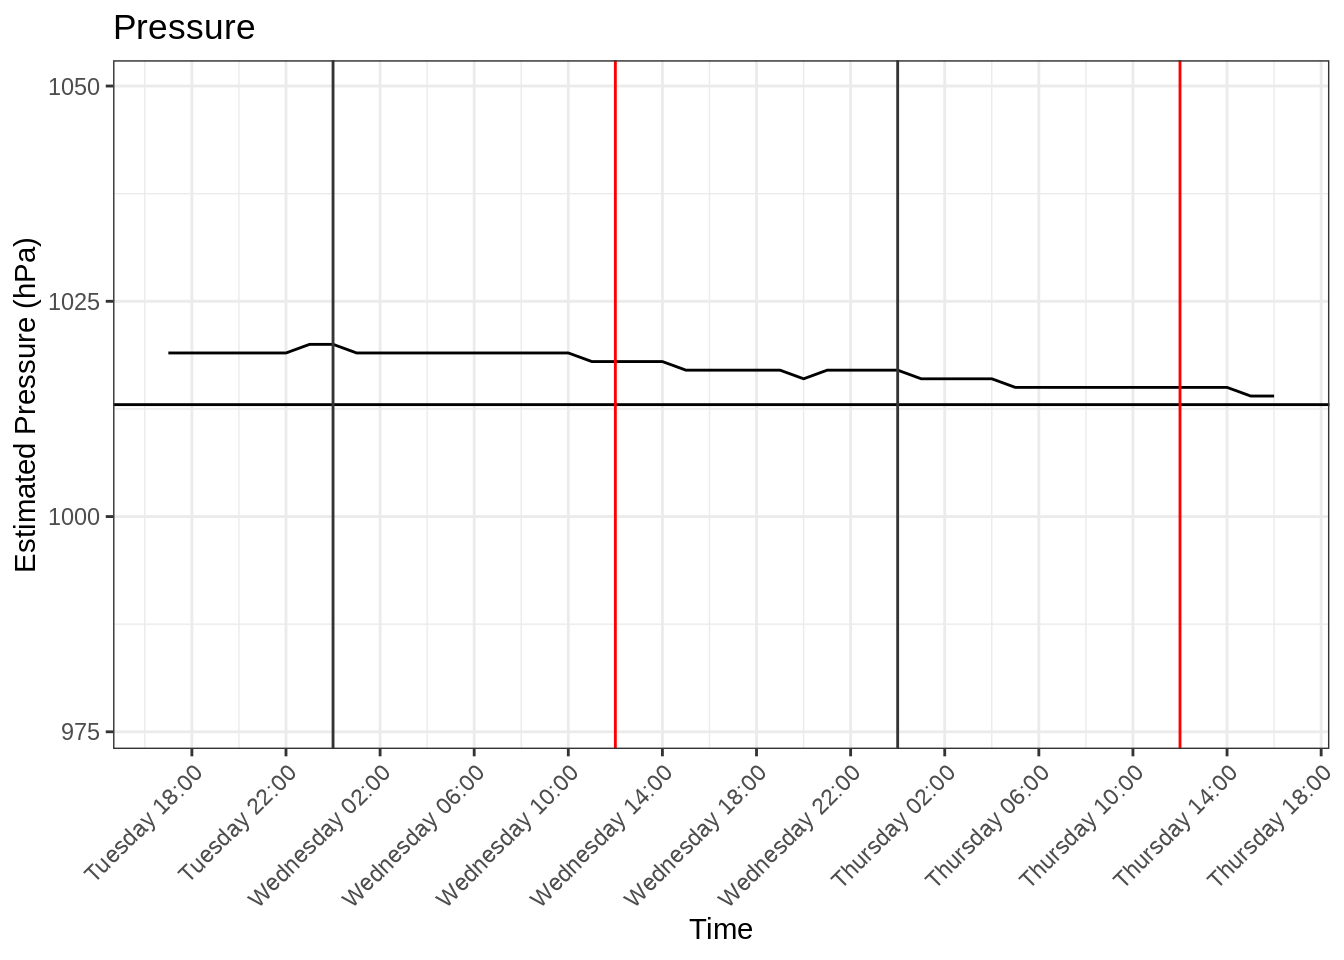 Pressure
Estimated Pressure (hPa)
1050
1025
1000
975
Tuesday 18:00
Tuesday 22:00
Wednesday 02:00
Wednesday 06:00
Wednesday 10:00
Wednesday 14:00
Wednesday 18:00
Wednesday 22:00
Thursday 02:00
Thursday 06:00
Thursday 10:00
Thursday 14:00
Thursday 18:00
Time